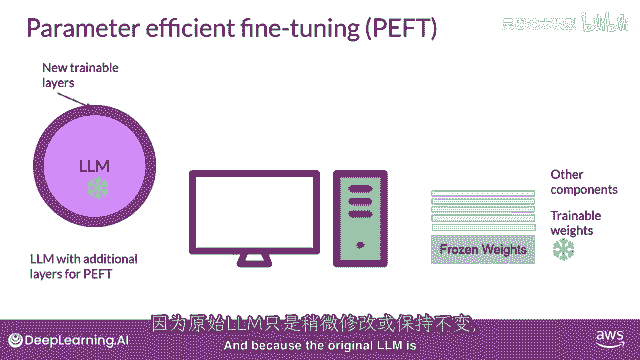 Parameter efficient fine-tuning (PEFT)
New trainable
layers
LLM
LLM with additional
layers for PEFT
Other
components
Trainable
weights
Frozen Weights
因为原始LLM只是稍微修改或保持不变,
And because the original LLM is
DeepLearning.AI
aws